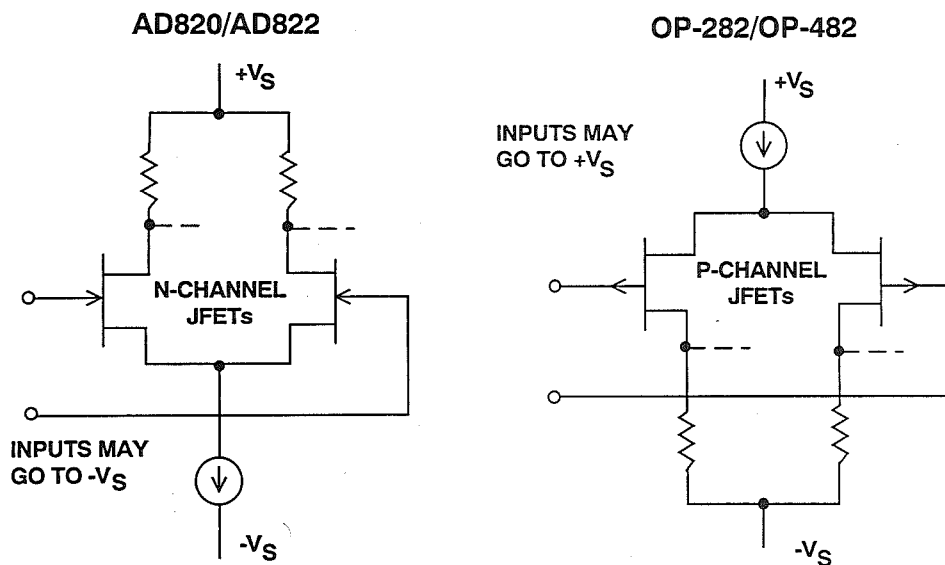 AD820/AD822
+VS
N-CHANNEL
JFETs
INPUTS MAY
GO TO -VS
-VS
OP-282/OP-482
+VS
INPUTS MAY
GO TO +VS
P-CHANNEL
JFETs
-VS